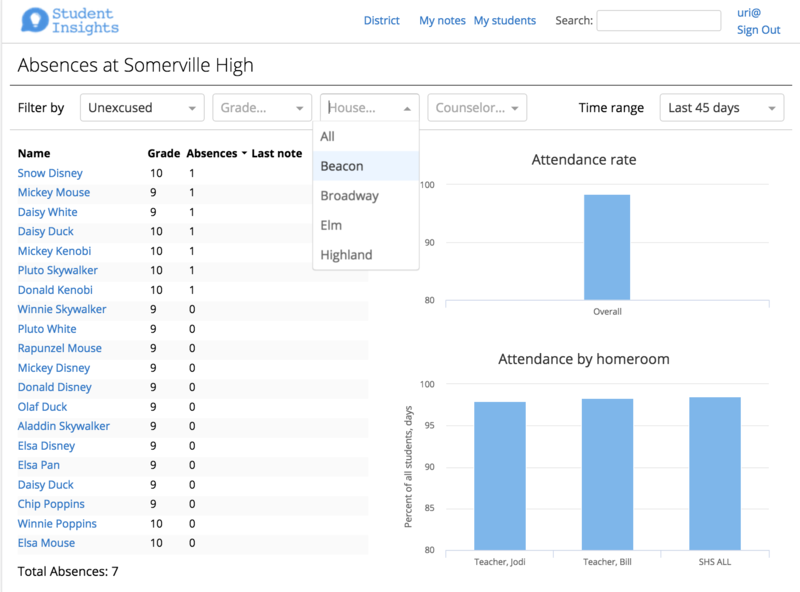 Student Insights
District My notes My students Search: uri@
Sign Out
Absences at Somerville High
Filter by Unexcused Grade... House... Counselor... Time range Last 45 days
All
Beacon
Broadway
Elm
Highland
Name Grade Absences Last note
Snow Disney 10 1
Mickey Mouse 9 1
Daisy White 9 1
Daisy Duck 10 1
Mickey Kenobi 10 1
Pluto Skywalker 10 1
Donald Kenobi 10 1
Winnie Skywalker 9 0
Pluto White 9 0
Rapunzel Mouse 9 0
Mickey Disney 9 0
Donald Disney 9 0
Olaf Duck 9 0
Aladdin Skywalker 9 0
Elsa Disney 9 0
Elsa Pan 9 0
Daisy Duck 9 0
Chip Poppins 9 0
Winnie Poppins 10 0
Elsa Mouse 10 0
Total Absences: 7
Attendance rate
100
90
80
Overall
Attendance by homeroom
Percent of all students, days
100
95
90
85
80
Teacher, Jodi Teacher, Bill SHS ALL